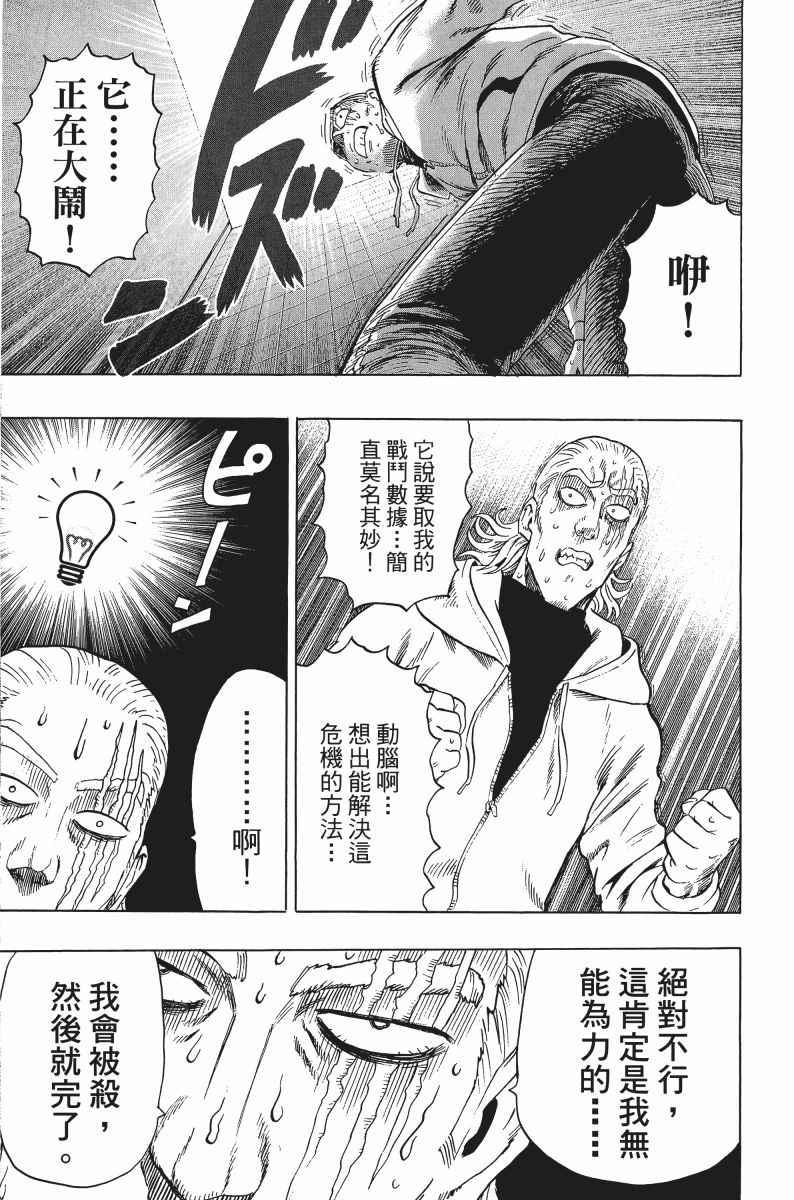 咿！
ドズン
它……
正在大鬧！
它說要取我的
戰鬥數據…簡
直莫名其妙！
動腦啊…
想出能解決這
危機的方法…
ピーン
…………啊！
絕對不行，
這肯定是我無
能為力的……
我會被殺，
然後就完了。